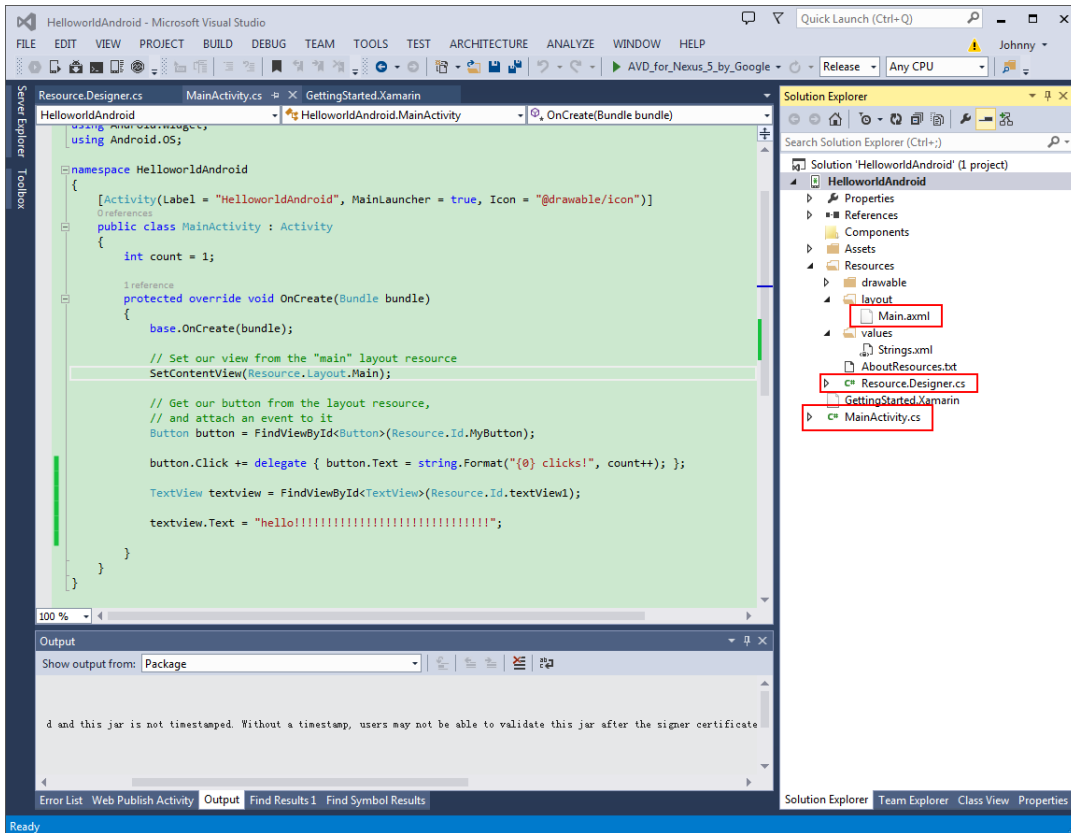 HelloworldAndroid - Microsoft Visual Studio
Quick Launch (Ctrl+Q)
FILE EDIT VIEW PROJECT BUILD DEBUG TEAM TOOLS TEST ARCHITECTURE ANALYZE WINDOW HELP
Johnny
AVD_for_Nexus_5_by_Google
Release
Any CPU
Server Explorer
Toolbox
Resource.Designer.cs MainActivity.cs GettingStarted.Xamarin
HelloworldAndroid HelloworldAndroid.MainActivity OnCreate(Bundle bundle)
using Android.Widget;
using Android.OS;
namespace HelloworldAndroid
{
[Activity(Label = "HelloworldAndroid", MainLauncher = true, Icon = "@drawable/icon")]
0 references
public class MainActivity : Activity
{
int count = 1;
1 reference
protected override void OnCreate(Bundle bundle)
{
base.OnCreate(bundle);
// Set our view from the "main" layout resource
SetContentView(Resource.Layout.Main);
// Get our button from the layout resource,
// and attach an event to it
Button button = FindViewById<Button>(Resource.Id.MyButton);
button.Click += delegate { button.Text = string.Format("{0} clicks!", count++); };
TextView textview = FindViewById<TextView>(Resource.Id.textView1);
textview.Text = "hello!!!!!!!!!!!!!!!!!!!!!!!!!!!!!!";
}
}
}
100 %
Output
Show output from: Package
d and this jar is not timestamped. Without a timestamp, users may not be able to validate this jar after the signer certificate
Error List Web Publish Activity Output Find Results 1 Find Symbol Results
Solution Explorer
Search Solution Explorer (Ctrl+;)
Solution 'HelloworldAndroid' (1 project)
HelloworldAndroid
Properties
References
Components
Assets
Resources
drawable
layout
Main.axml
values
Strings.xml
AboutResources.txt
C# Resource.Designer.cs
GettingStarted.Xamarin
C# MainActivity.cs
Solution Explorer Team Explorer Class View Properties
Ready